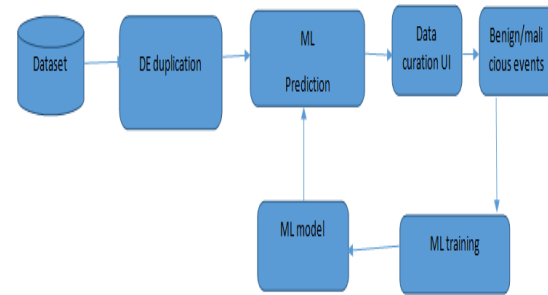 Dataset
DE duplication
ML
Prediction
Data
curation UI
Benign/mali
cious events
ML model
ML training